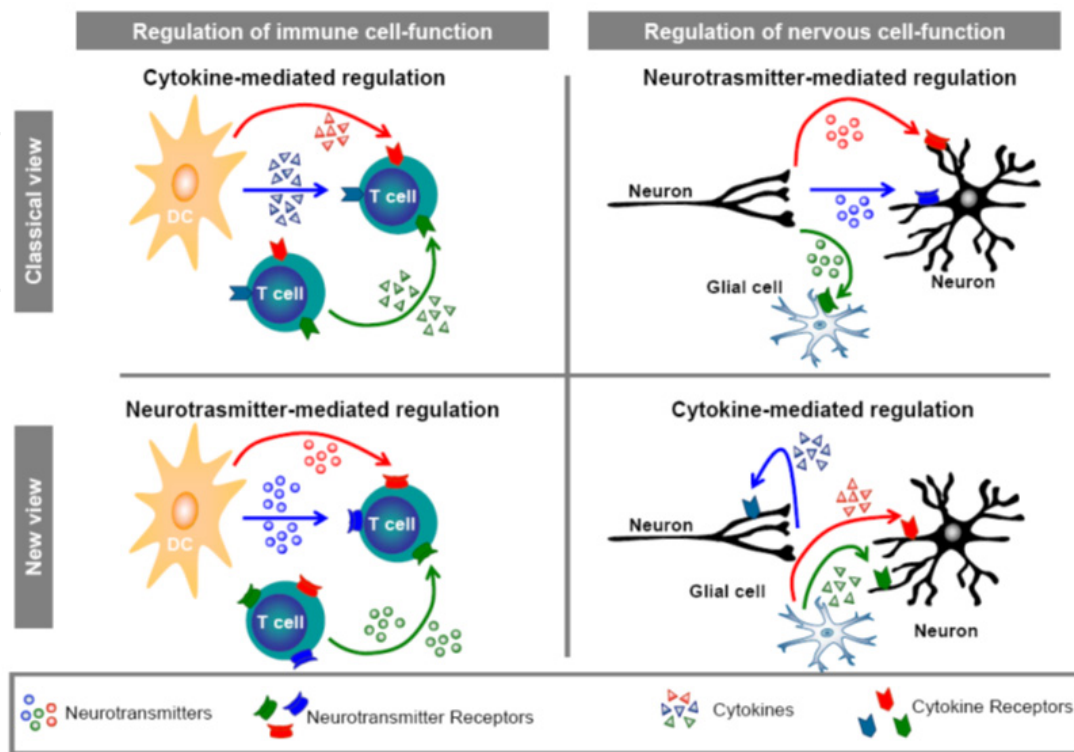 Regulation of immune cell-function
Regulation of nervous cell-function
Classical view
Cytokine-mediated regulation
DC
T cell
T cell
Neurotrasmitter-mediated regulation
Neuron
Glial cell
Neuron
New view
Neurotrasmitter-mediated regulation
DC
T cell
T cell
Cytokine-mediated regulation
Neuron
Glial cell
Neuron
Neurotransmitters
Neurotransmitter Receptors
Cytokines
Cytokine Receptors